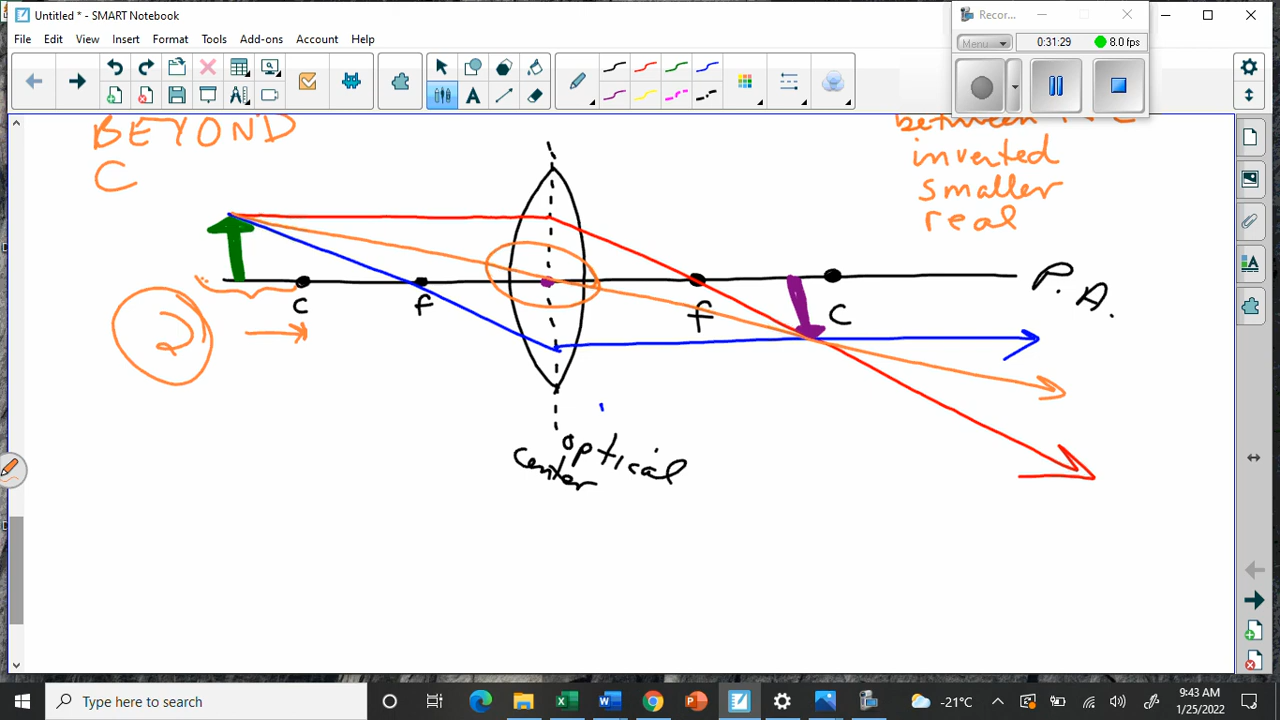 Untitled * - SMART Notebook
Recor...
File Edit View Insert Format Tools Add-ons Account Help
Menu
0:31:29
8.0 fps
BEYOND
C
between
inverted
smaller
real
2
c
f
f
C
P. A.
optical
center
Type here to search
-21°C
9:43 AM
1/25/2022